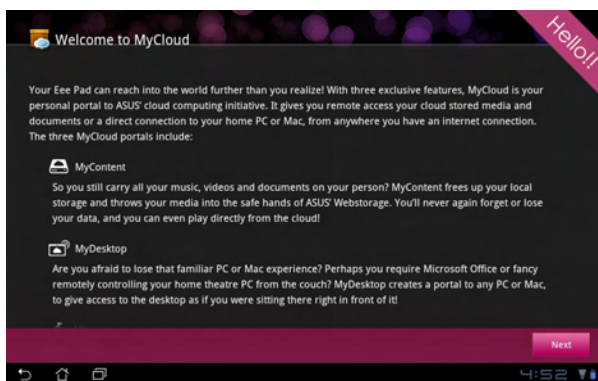 Welcome to MyCloud
Hello!!
Your Eee Pad can reach into the world further than you realize! With three exclusive features, MyCloud is your
personal portal to ASUS' cloud computing initiative. It gives you remote access your cloud stored media and
documents or a direct connection to your home PC or Mac, from anywhere you have an internet connection.
The three MyCloud portals include:
MyContent
So you still carry all your music, videos and documents on your person? MyContent frees up your local
storage and throws your media into the safe hands of ASUS' Webstorage. You'll never again forget or lose
your data, and you can even play directly from the cloud!
MyDesktop
Are you afraid to lose that familiar PC or Mac experience? Perhaps you require Microsoft Office or fancy
remotely controlling your home theatre PC from the couch? MyDesktop creates a portal to any PC or Mac,
to give access to the desktop as if you were sitting there right in front of it!
Next
4:52